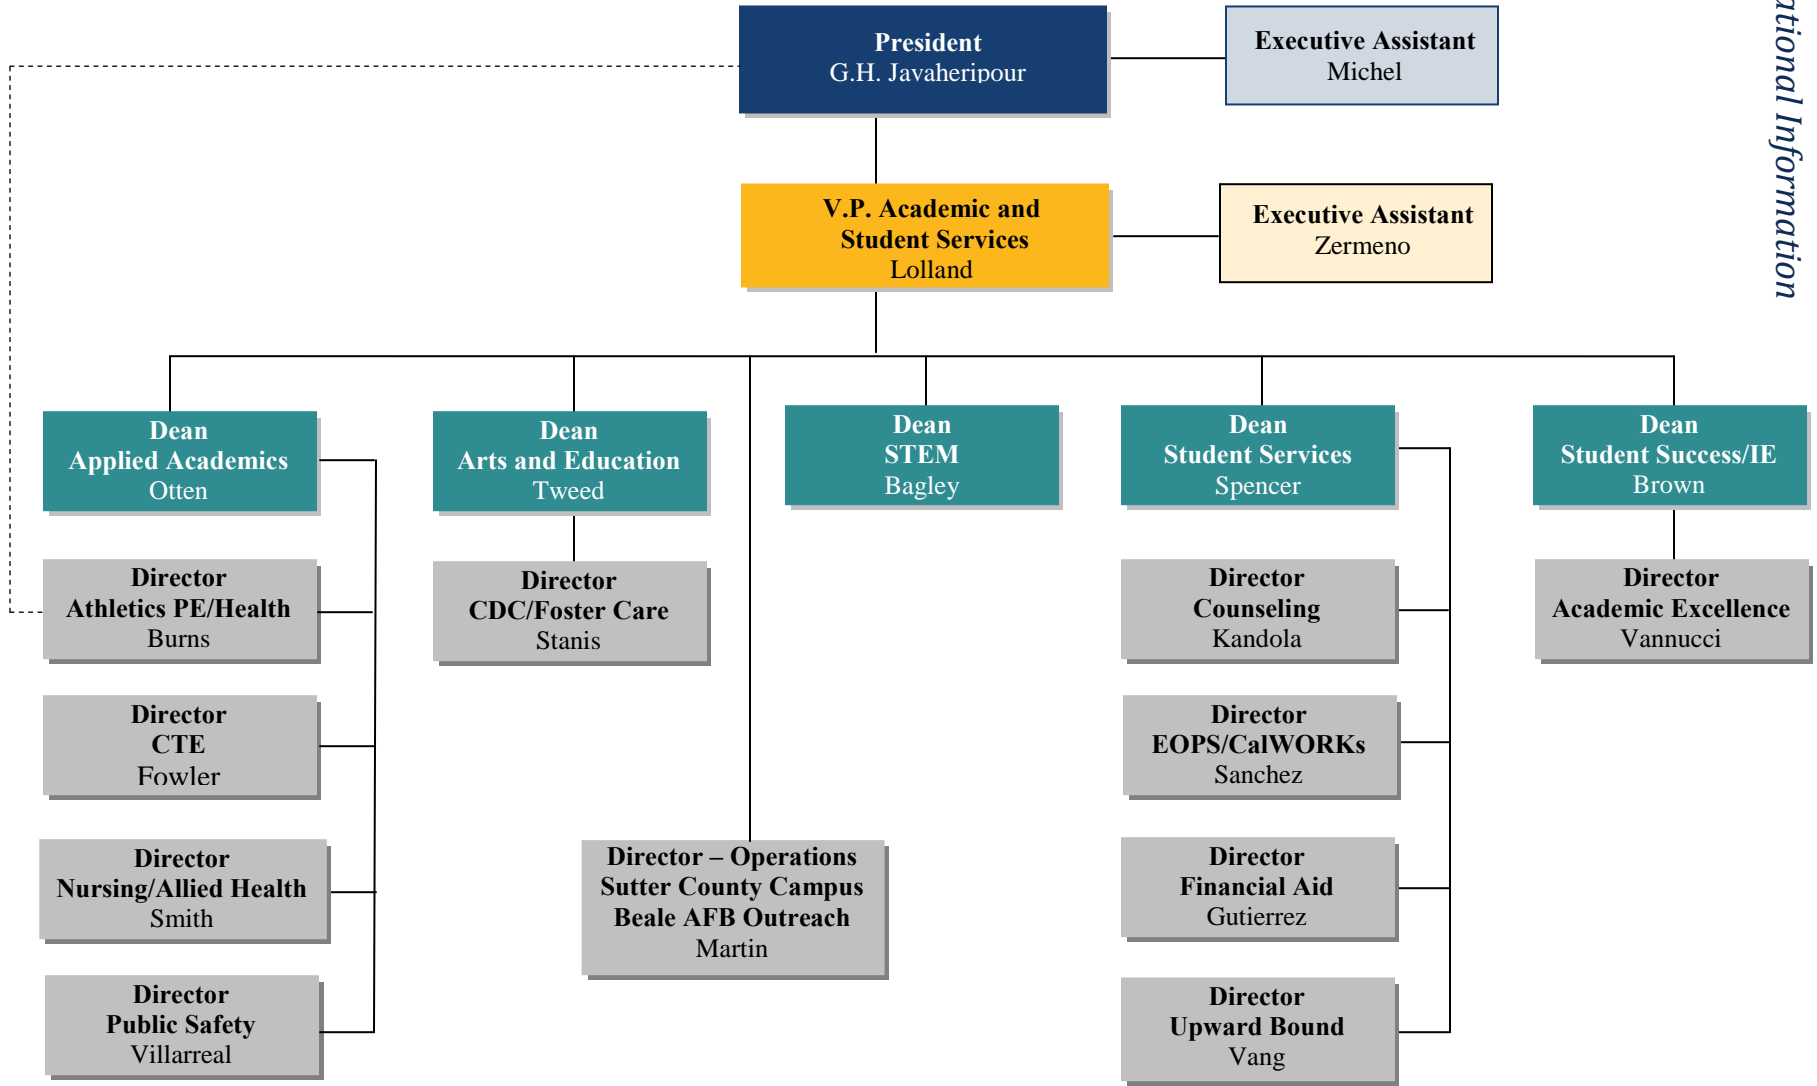 President
G.H. Javaheripour
Executive Assistant
Michel
ational Information
V.P. Academic and
Student Services
Lolland
Executive Assistant
Zermeno
Dean
Applied Academics
Otten
Dean
Arts and Education
Tweed
Dean
STEM
Bagley
Dean
Student Services
Spencer
Dean
Student Success/IE
Brown
Director
Athletics PE/Health
Burns
Director
CDC/Foster Care
Stanis
Director
Counseling
Kandola
Director
Academic Excellence
Vannucci
Director
CTE
Fowler
Director
EOPS/CalWORKs
Sanchez
Director
Nursing/Allied Health
Smith
Director – Operations
Sutter County Campus
Beale AFB Outreach
Martin
Director
Financial Aid
Gutierrez
Director
Public Safety
Villarreal
Director
Upward Bound
Vang